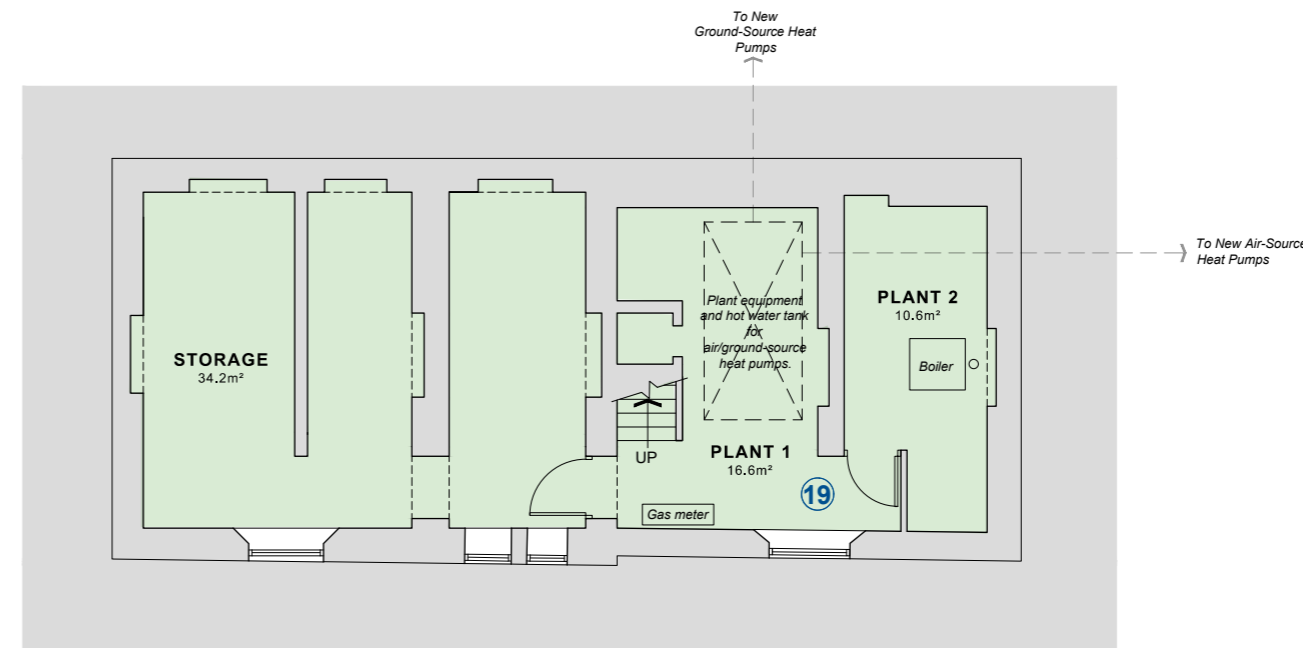 To New
Ground-Source Heat
Pumps
To New Air-Source
Heat Pumps
STORAGE
34.2m²
Plant equipment
and hot water tank
for
air/ground-source
heat pumps.
PLANT 2
10.6m²
Boiler
UP
PLANT 1
16.6m²
19
Gas meter